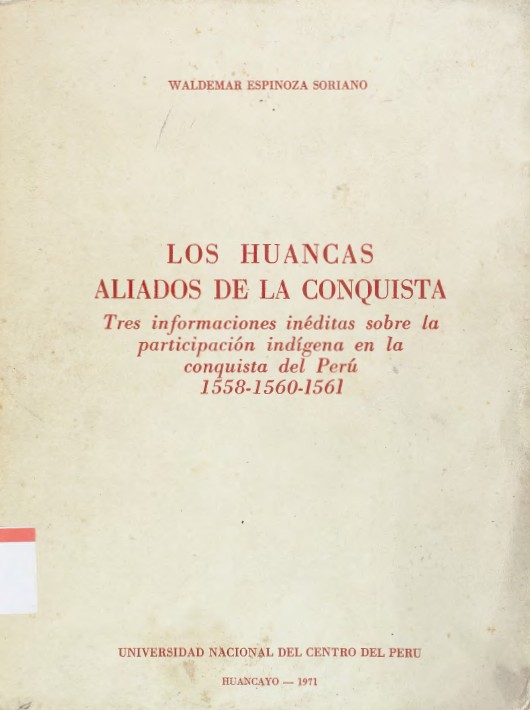 WALDEMAR ESPINOZA SORIANO
LOS HUANCAS
ALIADOS DE LA CONQUISTA
Tres informaciones inéditas sobre la
participación indígena en la
conquista del Perú
1558-1560-1561
UNIVERSIDAD NACIONAL DEL CENTRO DEL PERU
HUANCAYO — 1971